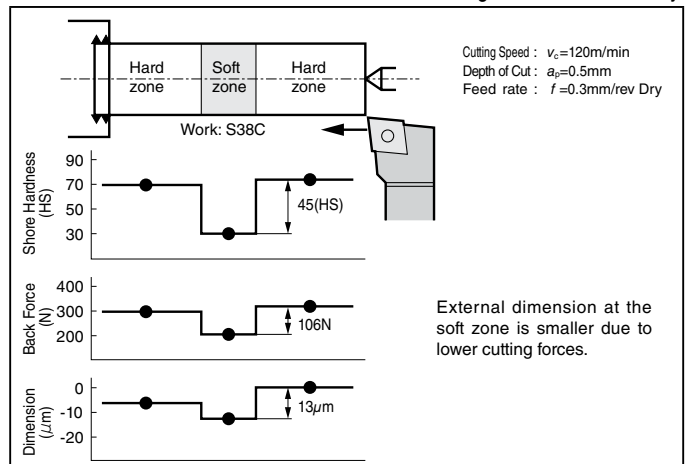 Hard
zone
Soft
zone
Hard
zone
Work: S38C
Cutting Speed : vc=120m/min
Depth of Cut : ap=0.5mm
Feed rate : f =0.3mm/rev Dry
Shore Hardness
(HS)
90
70
50
30
45(HS)
Back Force
(N)
400
300
200
106N
External dimension at the
soft zone is smaller due to
lower cutting forces.
Dimension
(μm)
0
-10
-20
13μm